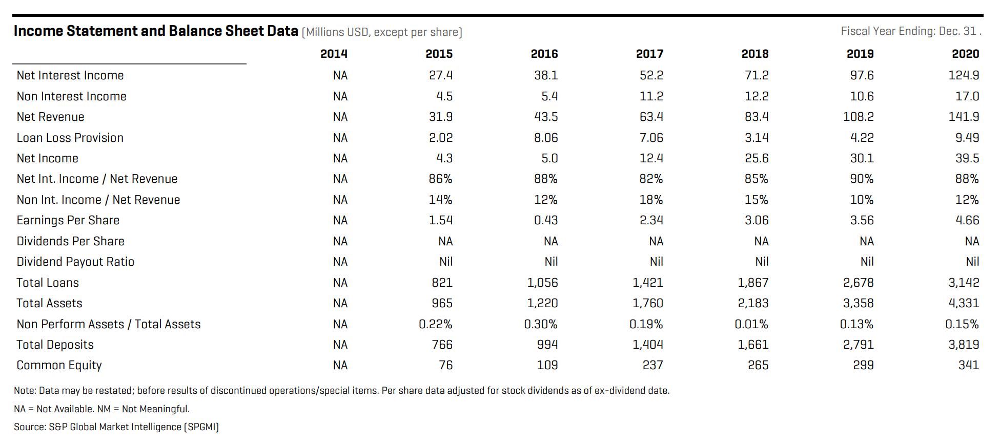 Income Statement and Balance Sheet Data (Millions USD, except per share) Fiscal Year Ending: Dec. 31 .
2014 2015 2016 2017 2018 2019 2020
Net Interest Income NA 27.4 38.1 52.2 71.2 97.6 124.9
Non Interest Income NA 4.5 5.4 11.2 12.2 10.6 17.0
Net Revenue NA 31.9 43.5 63.4 83.4 108.2 141.9
Loan Loss Provision NA 2.02 8.06 7.06 3.14 4.22 9.49
Net Income NA 4.3 5.0 12.4 25.6 30.1 39.5
Net Int. Income / Net Revenue NA 86% 88% 82% 85% 90% 88%
Non Int. Income / Net Revenue NA 14% 12% 18% 15% 10% 12%
Earnings Per Share NA 1.54 0.43 2.34 3.06 3.56 4.66
Dividends Per Share NA NA NA NA NA NA NA
Dividend Payout Ratio NA Nil Nil Nil Nil Nil Nil
Total Loans NA 821 1,056 1,421 1,867 2,678 3,142
Total Assets NA 965 1,220 1,760 2,183 3,358 4,331
Non Perform Assets / Total Assets NA 0.22% 0.30% 0.19% 0.01% 0.13% 0.15%
Total Deposits NA 766 994 1,404 1,661 2,791 3,819
Common Equity NA 76 109 237 265 299 341
Note: Data may be restated; before results of discontinued operations/special items. Per share data adjusted for stock dividends as of ex-dividend date.
NA = Not Available. NM = Not Meaningful.
Source: S&P Global Market Intelligence (SPGMI)